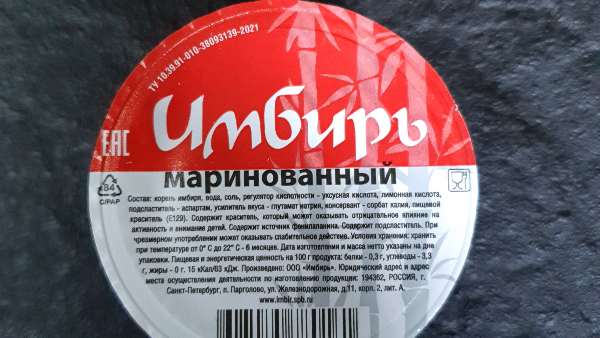 ТУ 10.39.91-010-38093139-2021
Имбирь
EAC
маринованный
84
C/PAP
Состав: корень имбиря, вода, соль, регулятор кислотности - уксусная кислота, лимонная кислота,
подсластитель - аспартам, усилитель вкуса - глутамат натрия, консервант - сорбат калия, пищевой
краситель (Е129). Содержит краситель, который может оказывать отрицательное влияние на
активность и внимание детей. Содержит источник фенилаланина. Содержит подсластитель. При
чрезмерном употреблении может оказывать слабительное действие. Условия хранения: хранить
при температуре от 0° С до 22° С - 6 месяцев. Дата изготовления и масса нетто указаны на дне
упаковки. Пищевая и энергетическая ценность на 100 г продукта: белки - 0,3 г, углеводы - 3,3
г, жиры - 0 г. 15 кКал/63 кДж. Произведено: ООО «Имбирь». Юридический адрес и адрес
места осуществления деятельности по изготовлению продукции: 194362, РОССИЯ, г.
Санкт-Петербург, п. Парголово, ул. Железнодорожная, д.11, корп. 2, лит. А.
www.imbir.spb.ru